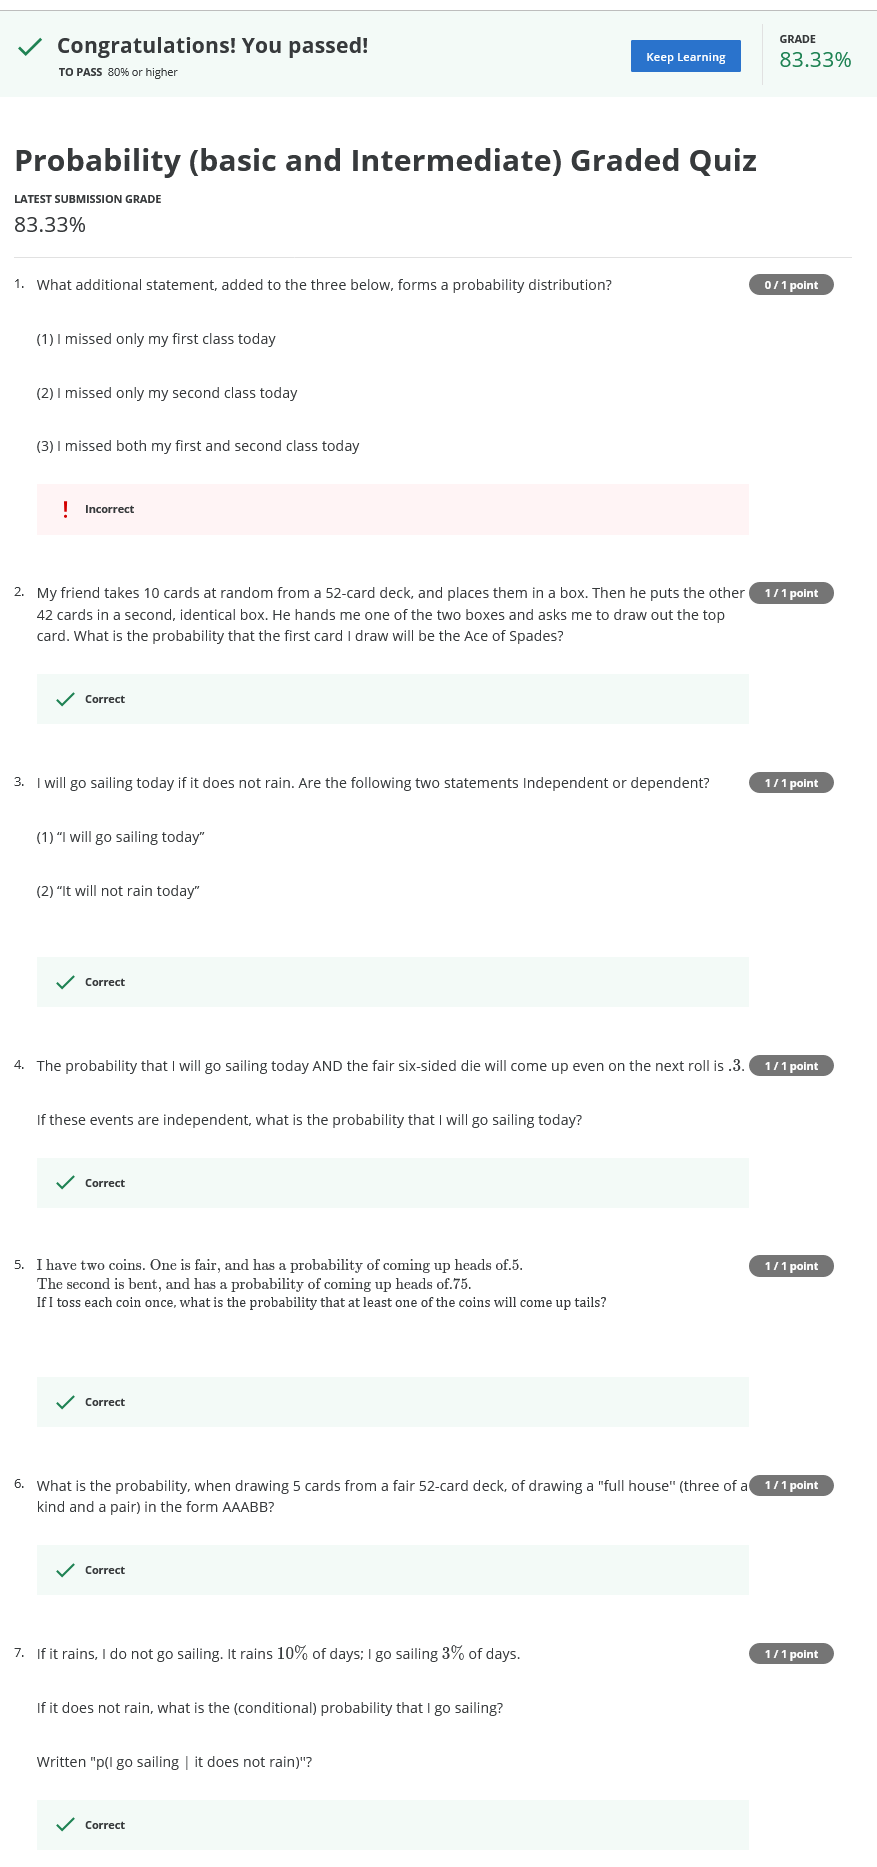 Congratulations! You passed!
TO PASS 80% or higher
Keep Learning
GRADE
83.33%
Probability (basic and Intermediate) Graded Quiz
LATEST SUBMISSION GRADE
83.33%
1. What additional statement, added to the three below, forms a probability distribution? 0 / 1 point
(1) I missed only my first class today
(2) I missed only my second class today
(3) I missed both my first and second class today
! Incorrect
2. My friend takes 10 cards at random from a 52-card deck, and places them in a box. Then he puts the other 1 / 1 point
42 cards in a second, identical box. He hands me one of the two boxes and asks me to draw out the top
card. What is the probability that the first card I draw will be the Ace of Spades?
Correct
3. I will go sailing today if it does not rain. Are the following two statements Independent or dependent? 1 / 1 point
(1) “I will go sailing today”
(2) “It will not rain today”
Correct
4. The probability that I will go sailing today AND the fair six-sided die will come up even on the next roll is .3. 1 / 1 point
If these events are independent, what is the probability that I will go sailing today?
Correct
5. I have two coins. One is fair, and has a probability of coming up heads of.5. 1 / 1 point
The second is bent, and has a probability of coming up heads of.75.
If I toss each coin once, what is the probability that at least one of the coins will come up tails?
Correct
6. What is the probability, when drawing 5 cards from a fair 52-card deck, of drawing a "full house'' (three of a 1 / 1 point
kind and a pair) in the form AAABB?
Correct
7. If it rains, I do not go sailing. It rains 10% of days; I go sailing 3% of days. 1 / 1 point
If it does not rain, what is the (conditional) probability that I go sailing?
Written "p(I go sailing | it does not rain)''?
Correct